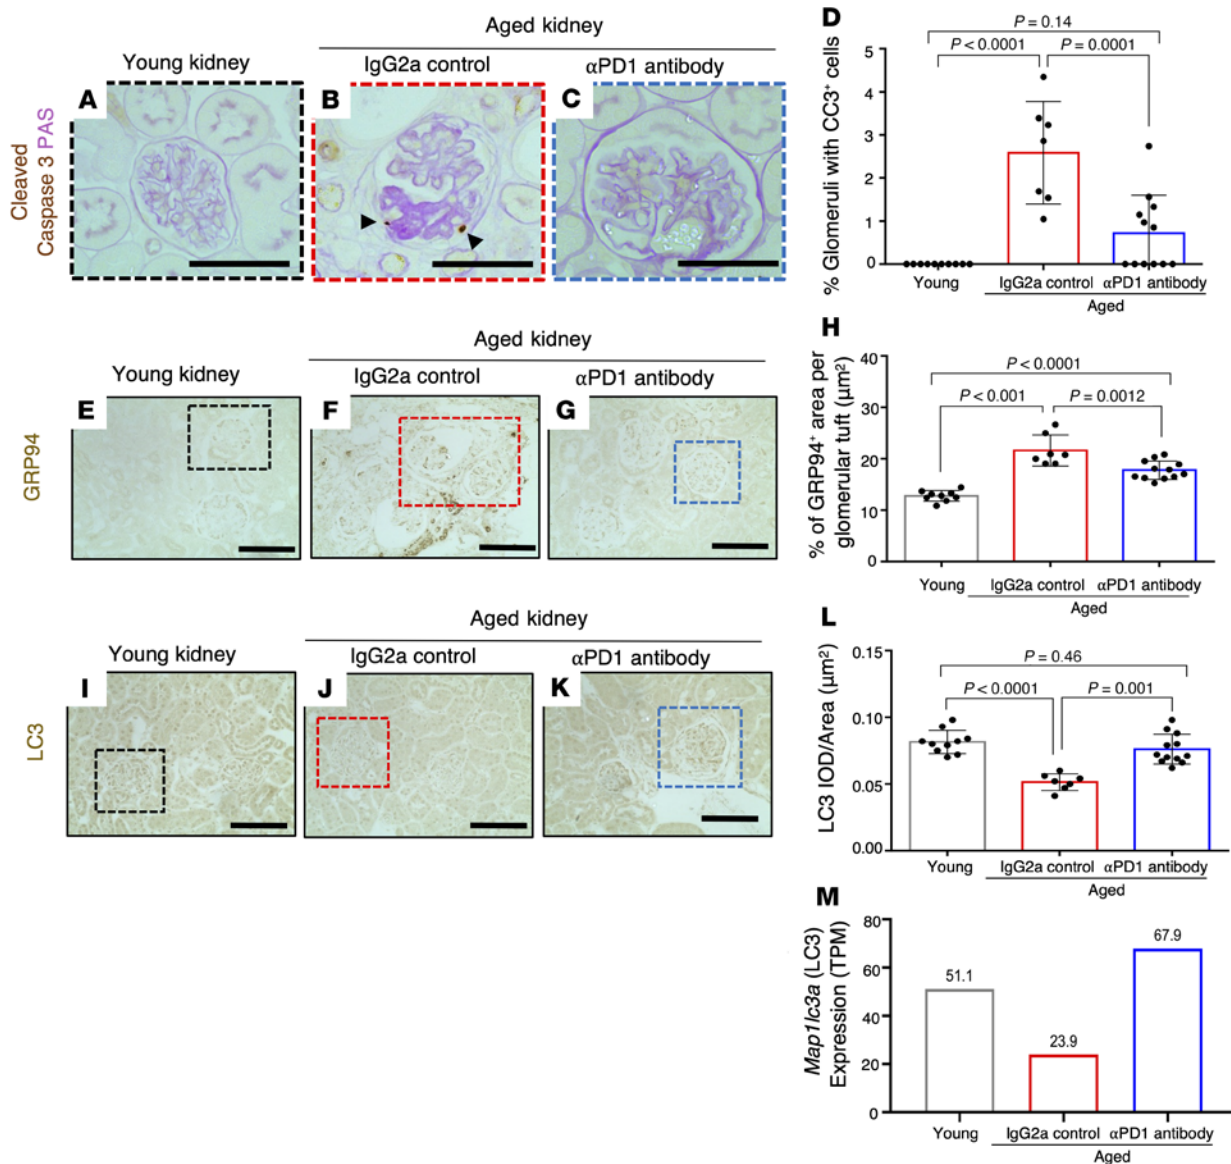 Aged kidney
Young kidney
IgG2a control
αPD1 antibody
Cleaved
Caspase 3 PAS
A
B
C
D
P = 0.14
P < 0.0001
P = 0.0001
% Glomeruli with CC3⁺ cells
5
4
3
2
1
0
Young
IgG2a control
αPD1 antibody
Aged
Aged kidney
Young kidney
IgG2a control
αPD1 antibody
GRP94
E
F
G
H
P < 0.0001
P < 0.001
P = 0.0012
% of GRP94⁺ area per
glomerular tuft (µm²)
40
30
20
10
0
Young
IgG2a control
αPD1 antibody
Aged
Aged kidney
Young kidney
IgG2a control
αPD1 antibody
LC3
I
J
K
L
P = 0.46
P < 0.0001
P = 0.001
LC3 IOD/Area (µm²)
0.15
0.10
0.05
0.00
Young
IgG2a control
αPD1 antibody
Aged
M
Map1lc3a (LC3)
Expression (TPM)
80
60
40
20
0
51.1
23.9
67.9
Young
IgG2a control
αPD1 antibody
Aged